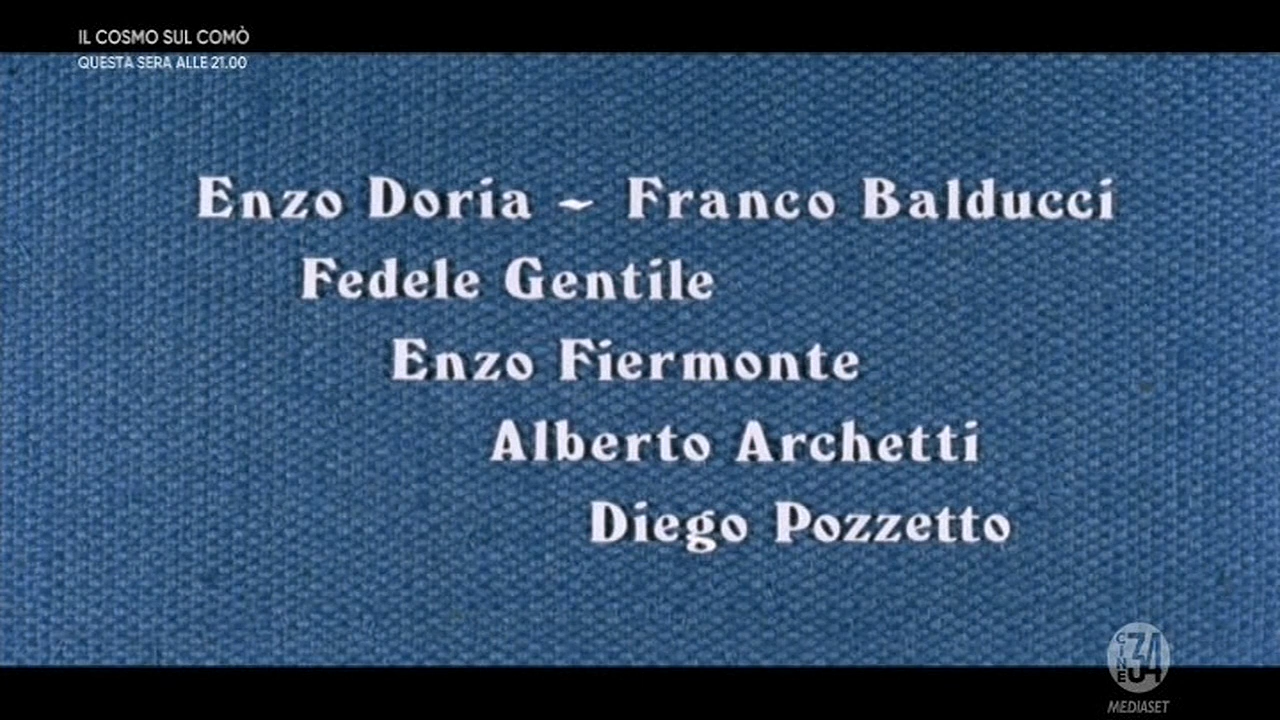 IL COSMO SUL COMÒ
QUESTA SERA ALLE 21.00
Enzo Doria - Franco Balducci
Fedele Gentile
Enzo Fiermonte
Alberto Archetti
Diego Pozzetto
CINE 34
MEDIASET